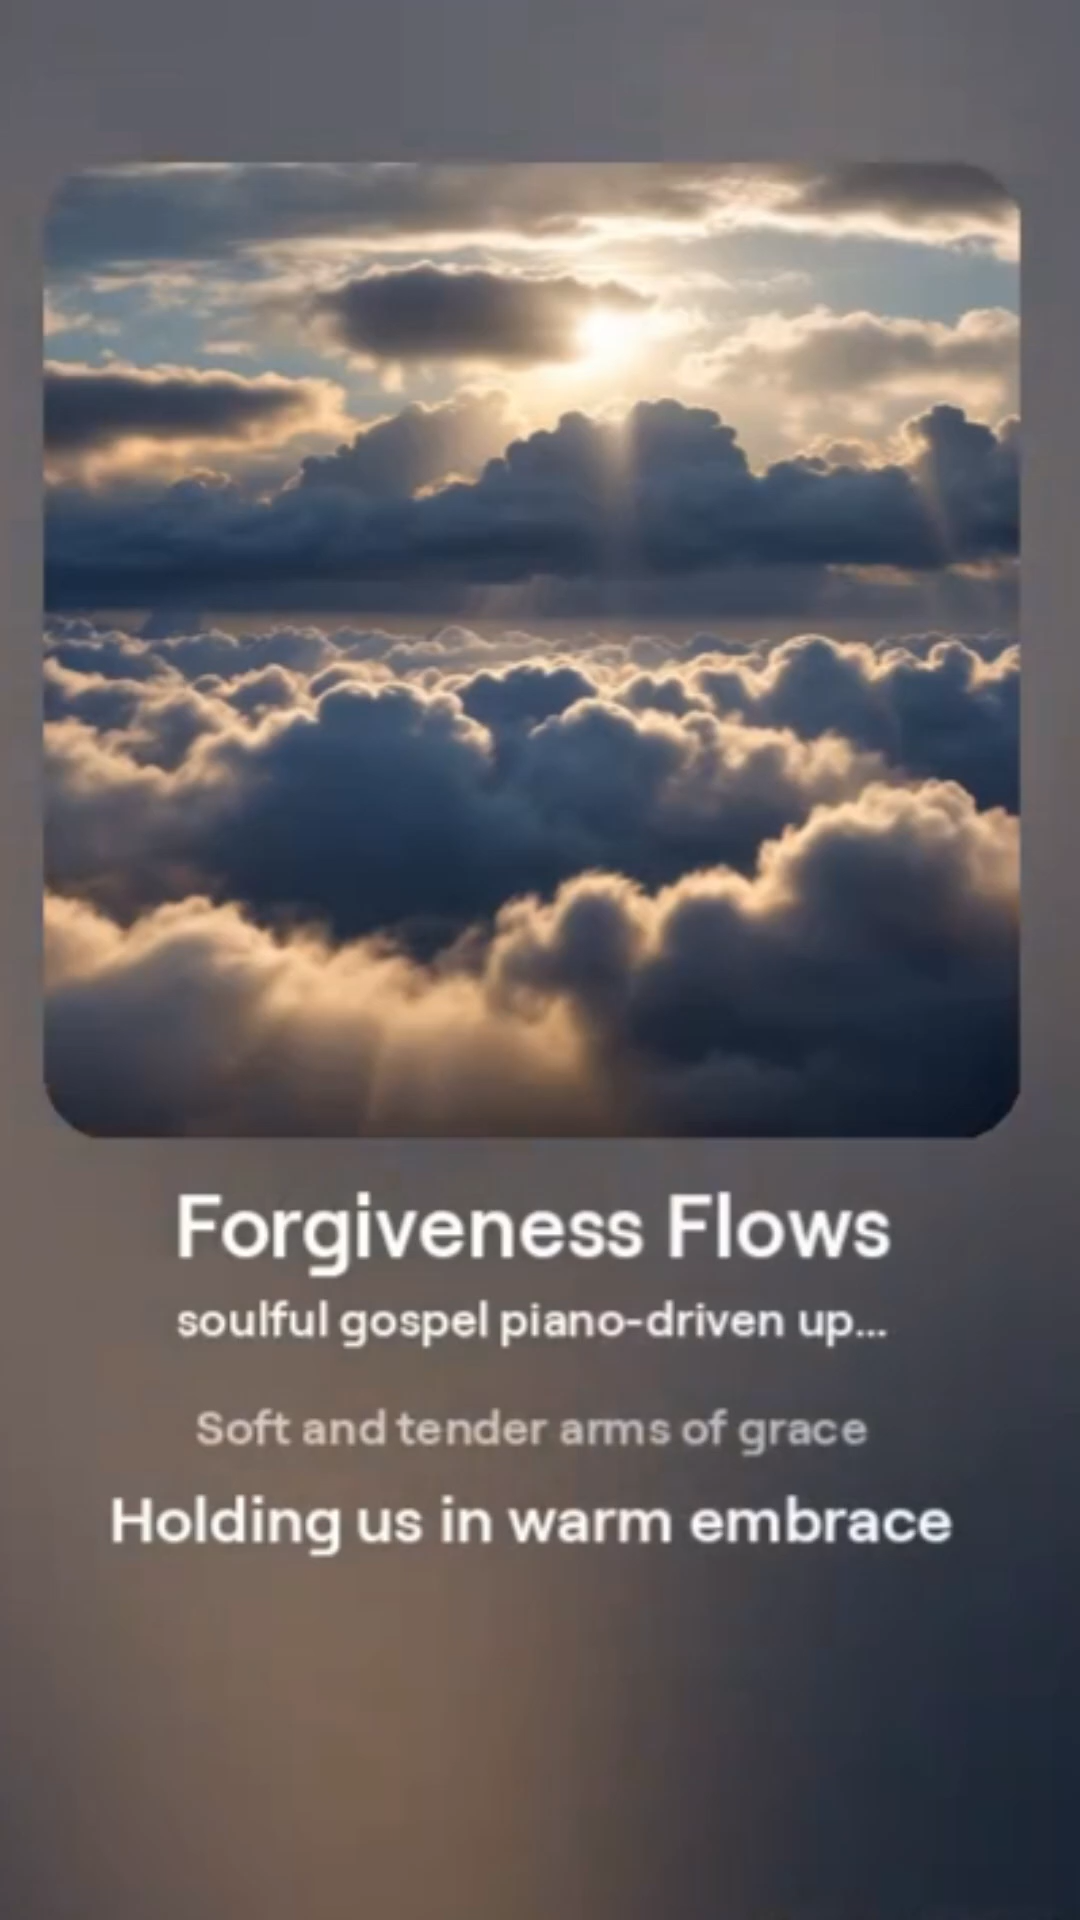 Forgiveness Flows
soulful gospel piano-driven up...
Soft and tender arms of grace
Holding us in warm embrace